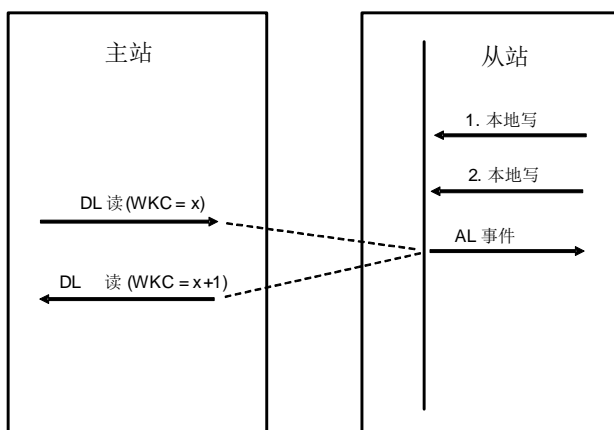 主站
从站
1. 本地写
2. 本地写
DL 读(WKC = x)
AL 事件
DL 读 (WKC = x+1)